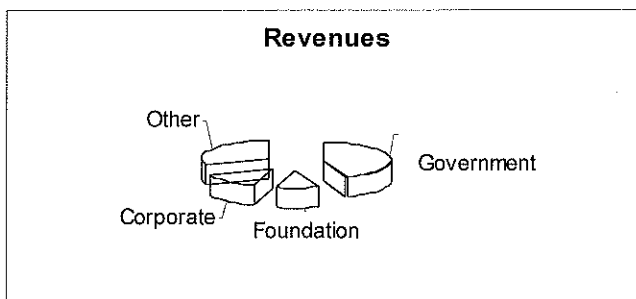 Revenues
Other
Government
Corporate
Foundation